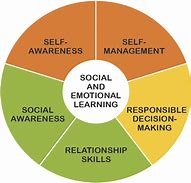 SELF-
AWARENESS
SELF-
MANAGEMENT
SOCIAL
AND
EMOTIONAL
LEARNING
SOCIAL
AWARENESS
RESPONSIBLE
DECISION-
MAKING
RELATIONSHIP
SKILLS